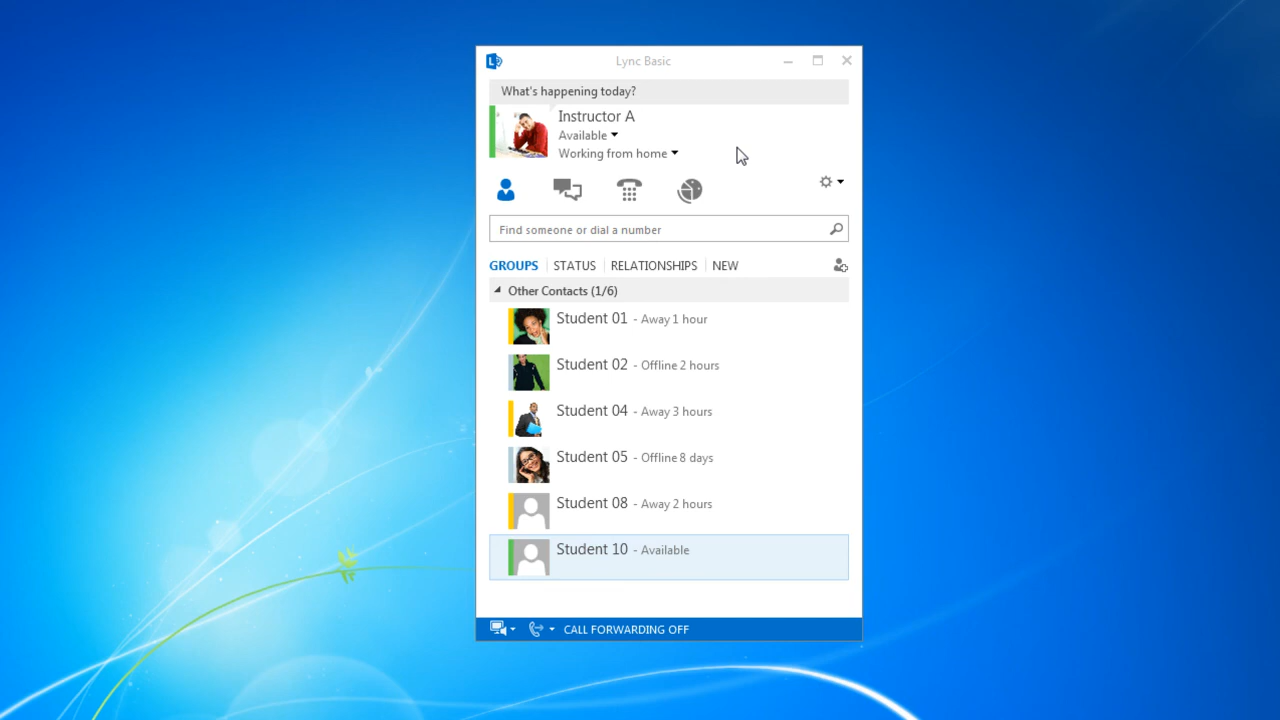 Lync Basic
What's happening today?
Instructor A
Available
Working from home
Find someone or dial a number
GROUPS STATUS RELATIONSHIPS NEW
Other Contacts (1/6)
Student 01 - Away 1 hour
Student 02 - Offline 2 hours
Student 04 - Away 3 hours
Student 05 - Offline 8 days
Student 08 - Away 2 hours
Student 10 - Available
CALL FORWARDING OFF